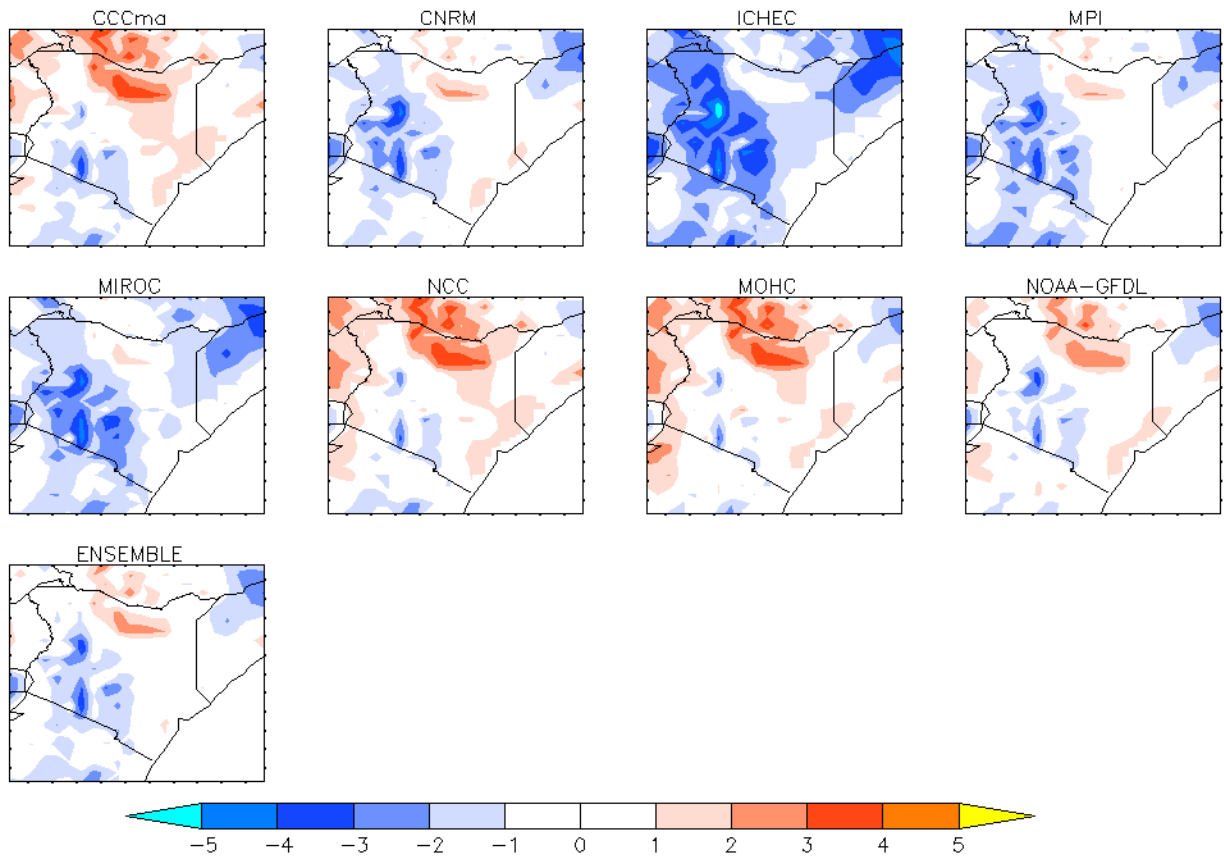 CCCma CNRM ICHEC MPI
MIROC NCC MOHC NOAA-GFDL
ENSEMBLE
-5 -4 -3 -2 -1 0 1 2 3 4 5